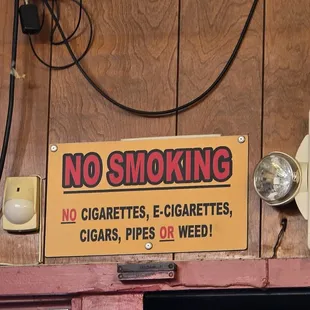 NO SMOKING
NO CIGARETTES, E-CIGARETTES,
CIGARS, PIPES OR WEED!